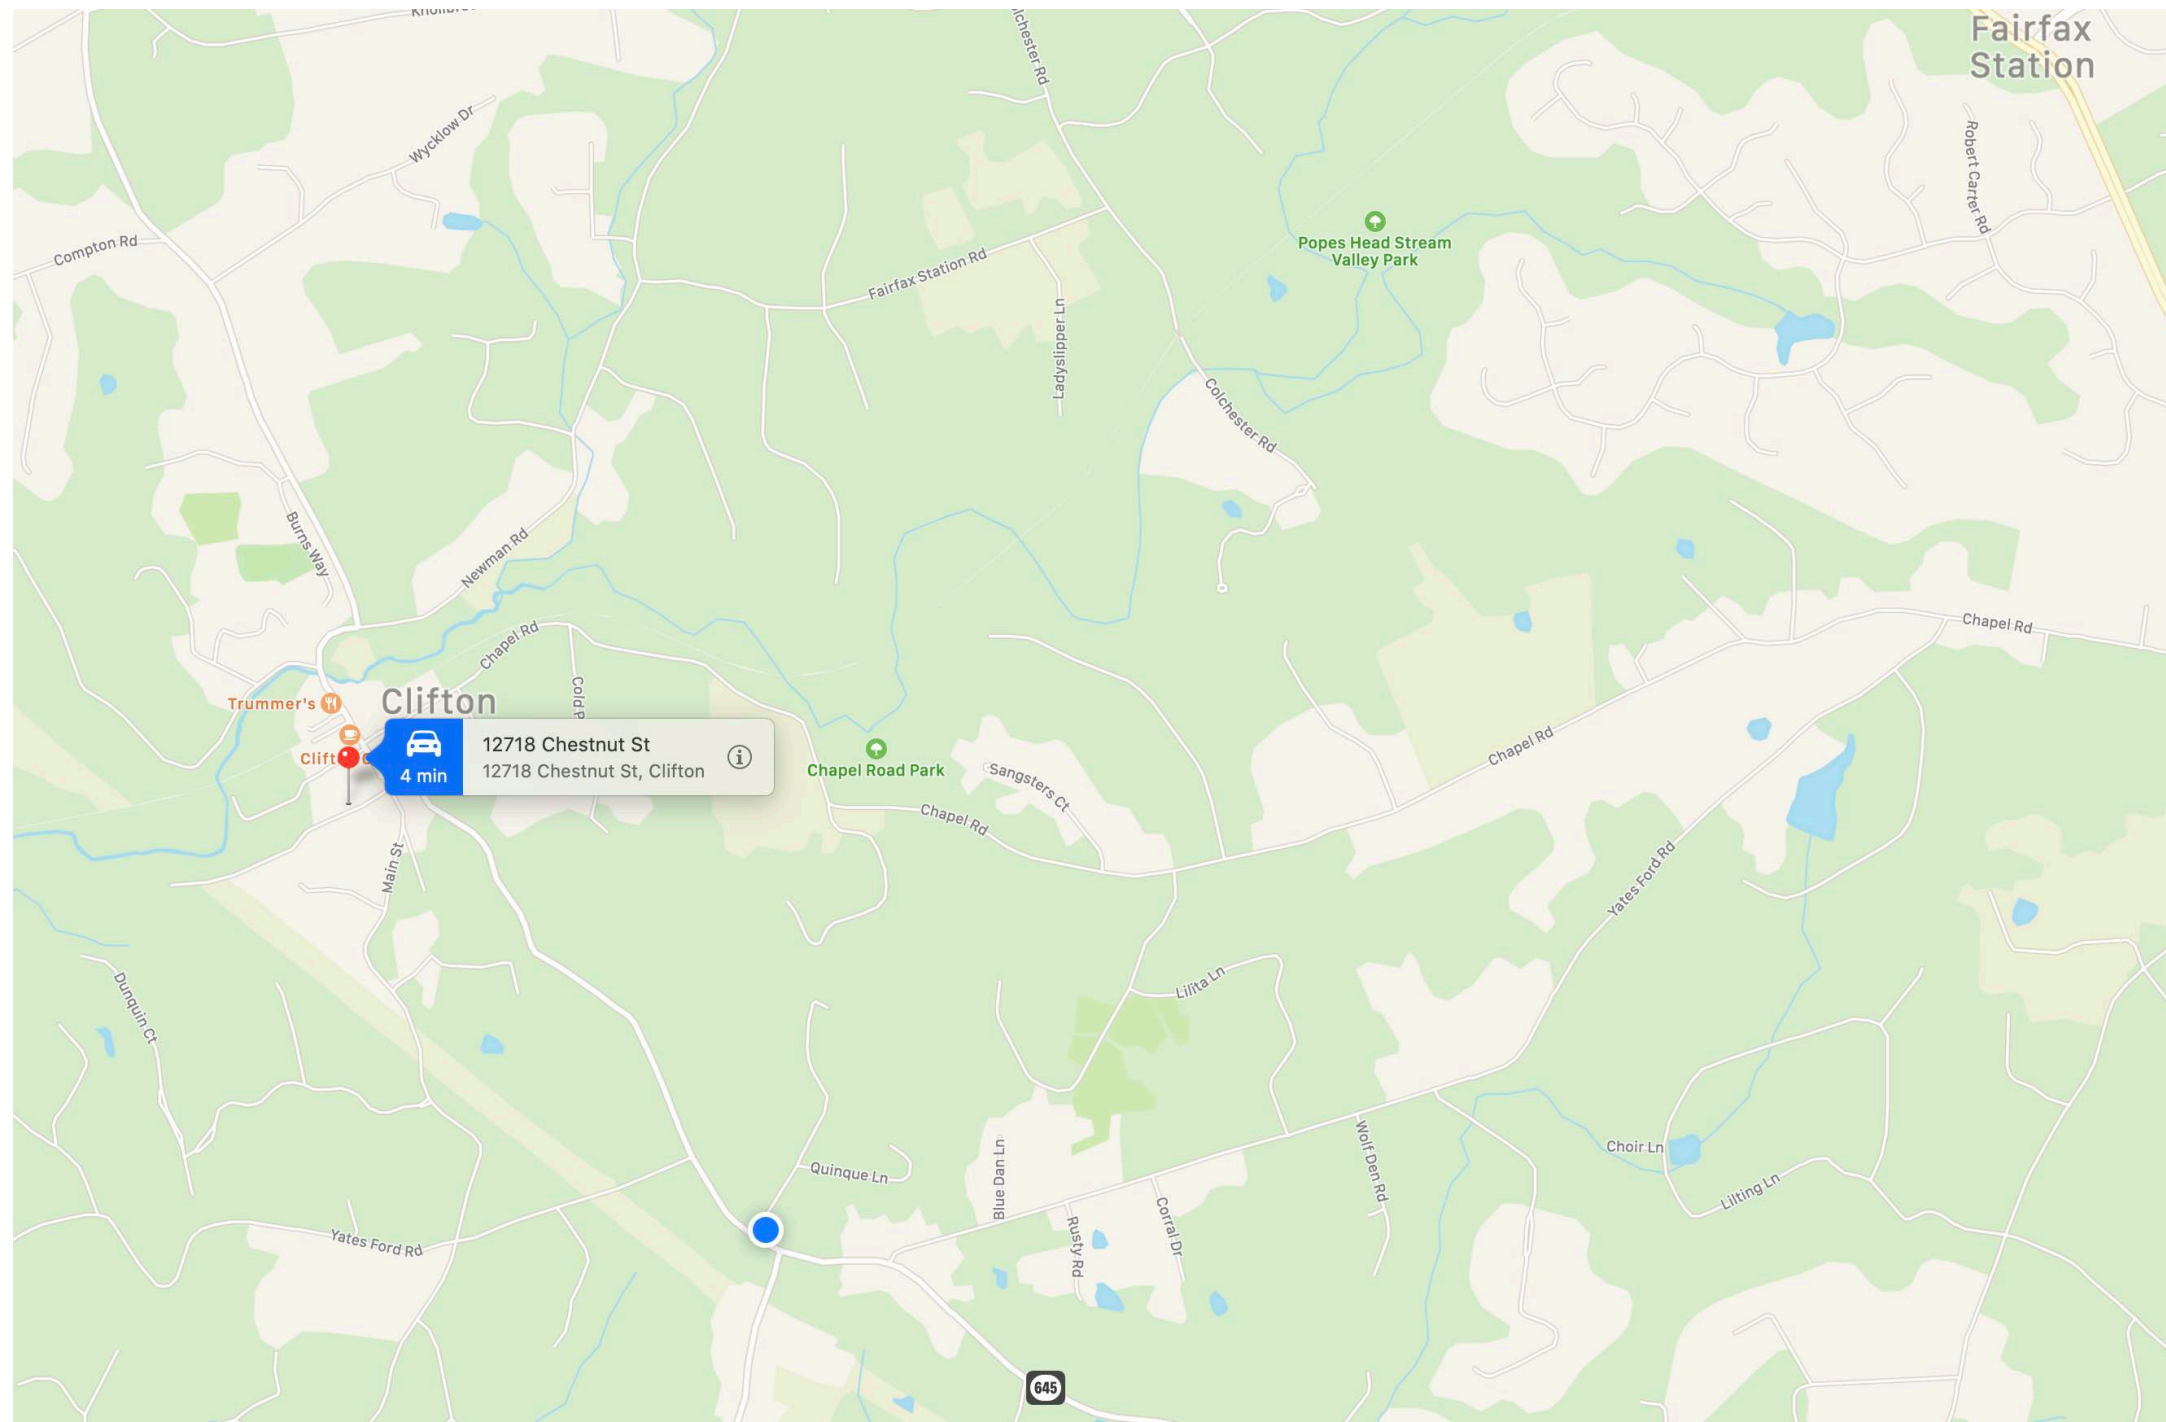 Fairfax
Station
Wycklow Dr
Robert Carter Rd
Compton Rd
Popes Head Stream
Valley Park
Fairfax Station Rd
Ladyslipper Ln
Colchester Rd
Burns Way
Newman Rd
Chapel Rd
Chapel Rd
Trummer's
Clifton
Cold P
12718 Chestnut St
12718 Chestnut St, Clifton
4 min
Clift
Chapel Road Park
Chapel Rd
Sangsters Ct
Chapel Rd
Main St
Yates Ford Rd
Dunquin Ct
Lilita Ln
Quinque Ln
Blue Dan Ln
Wolf Den Rd
Choir Ln
Lilting Ln
Rusty Rd
Corral Dr
Yates Ford Rd
645